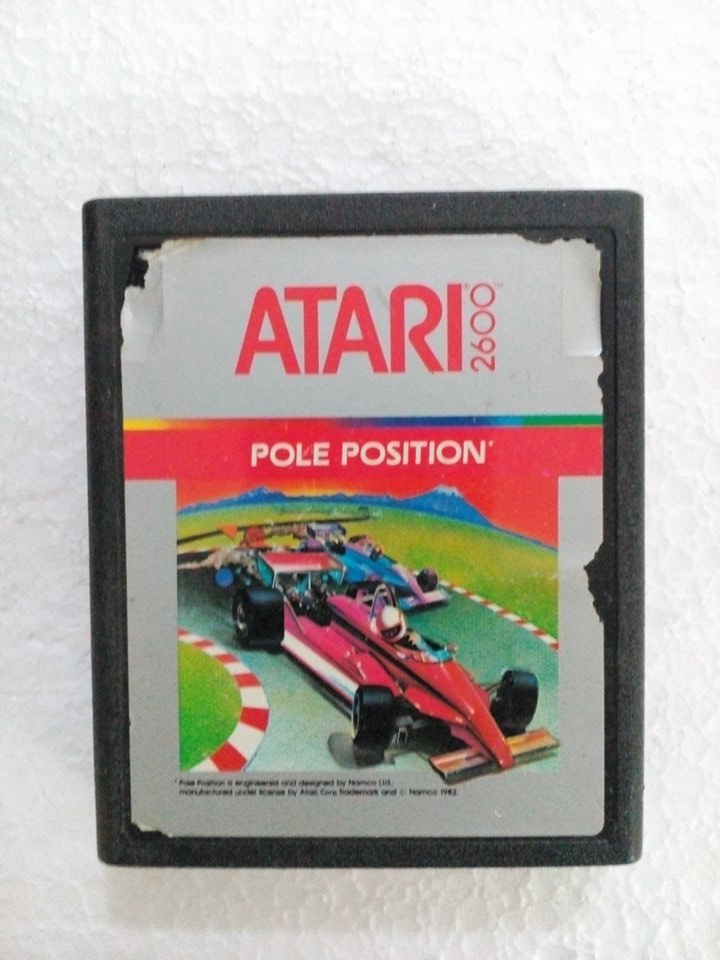 ATARI®
2600™
POLE POSITION*
* Pole Position is engineered and designed by Namco Ltd.
manufactured under license by Atari, Corp. Trademark and © Namco 1982.